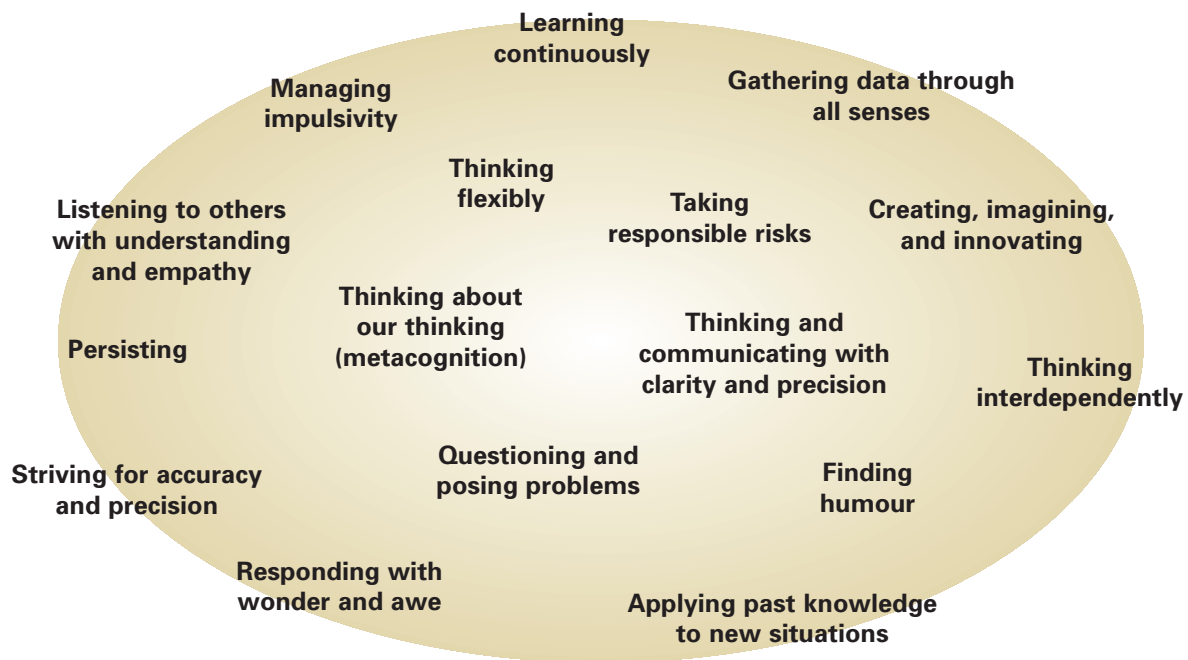 Learning
continuously
Managing
impulsivity
Gathering data through
all senses
Thinking
flexibly
Taking
responsible risks
Listening to others
with understanding
and empathy
Creating, imagining,
and innovating
Thinking about
our thinking
(metacognition)
Persisting
Thinking and
communicating with
clarity and precision
Thinking
interdependently
Striving for accuracy
and precision
Questioning and
posing problems
Finding
humour
Responding with
wonder and awe
Applying past knowledge
to new situations